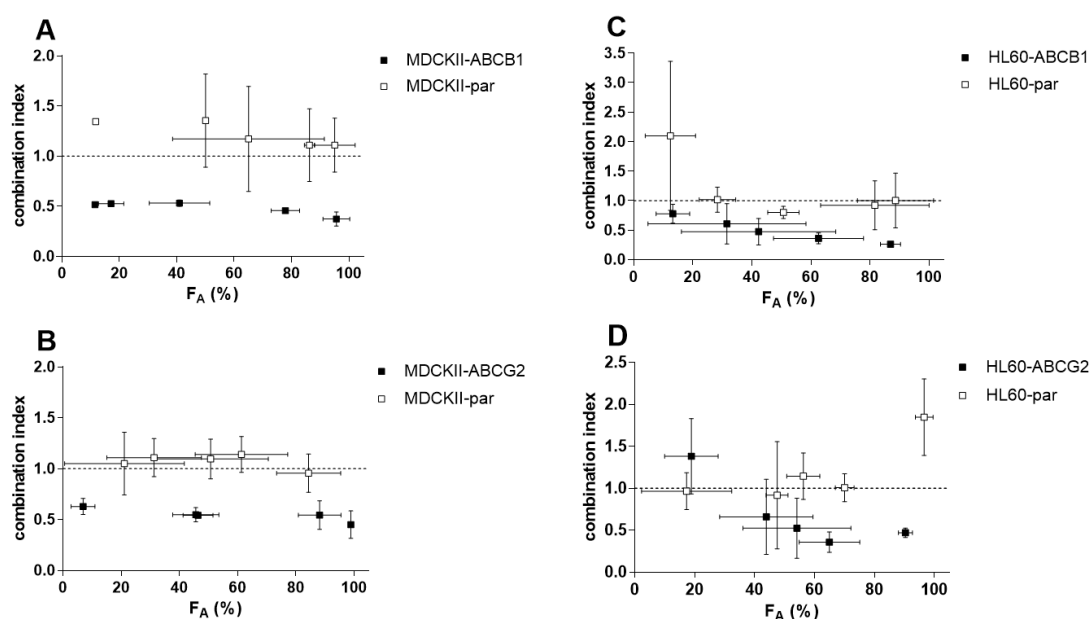 A
combination index
2.0
1.5
1.0
0.5
0.0
0 20 40 60 80 100
F_A (%)
MDCKII-ABCB1
MDCKII-par
B
combination index
2.0
1.5
1.0
0.5
0.0
0 20 40 60 80 100
F_A (%)
MDCKII-ABCG2
MDCKII-par
C
combination index
3.5
3.0
2.5
2.0
1.5
1.0
0.5
0.0
0 20 40 60 80 100
F_A (%)
HL60-ABCB1
HL60-par
D
combination index
2.5
2.0
1.5
1.0
0.5
0.0
0 20 40 60 80 100
F_A (%)
HL60-ABCG2
HL60-par